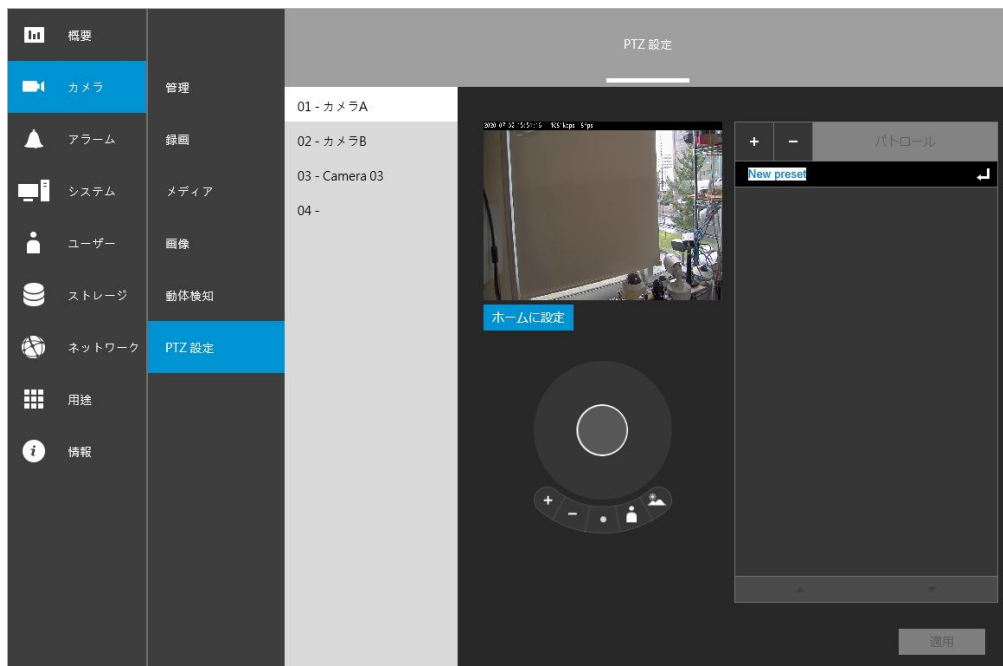 概要
カメラ
アラーム
システム
ユーザー
ストレージ
ネットワーク
用途
情報
管理
録画
メディア
画像
動体検知
PTZ 設定
PTZ 設定
01 - カメラA
02 - カメラB
03 - Camera 03
04 -
ホームに設定
+ − パトロール
New preset
適用